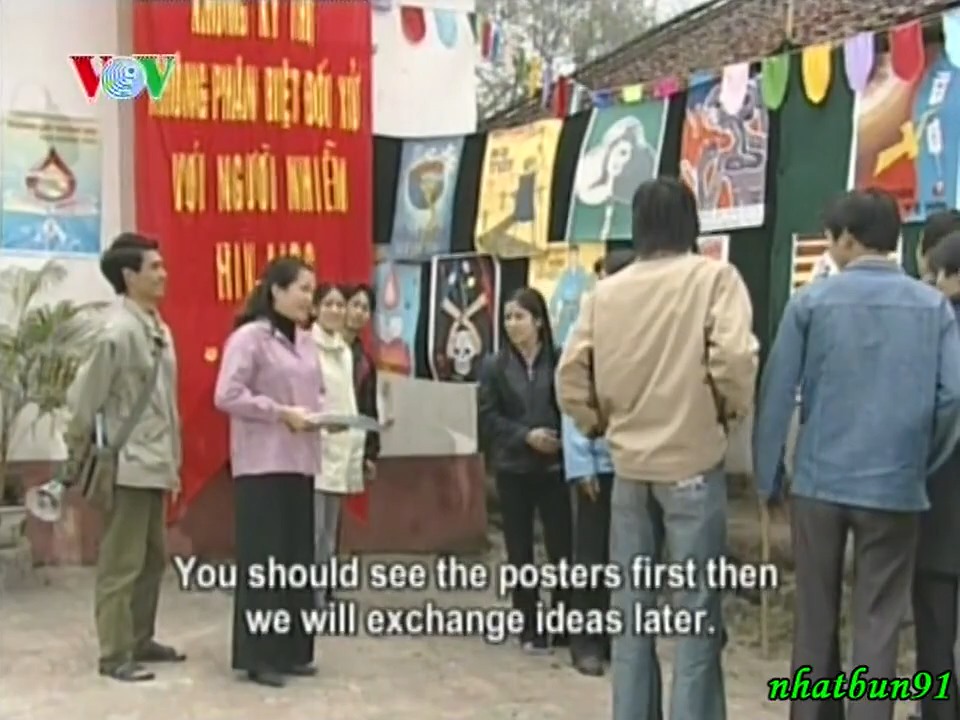 VOV
KHÔNG KỲ THỊ
KHÔNG PHÂN BIỆT ĐỐI XỬ
VỚI NGƯỜI NHIỄM
HIV AIDS
You should see the posters first then
we will exchange ideas later.
nhatbun91